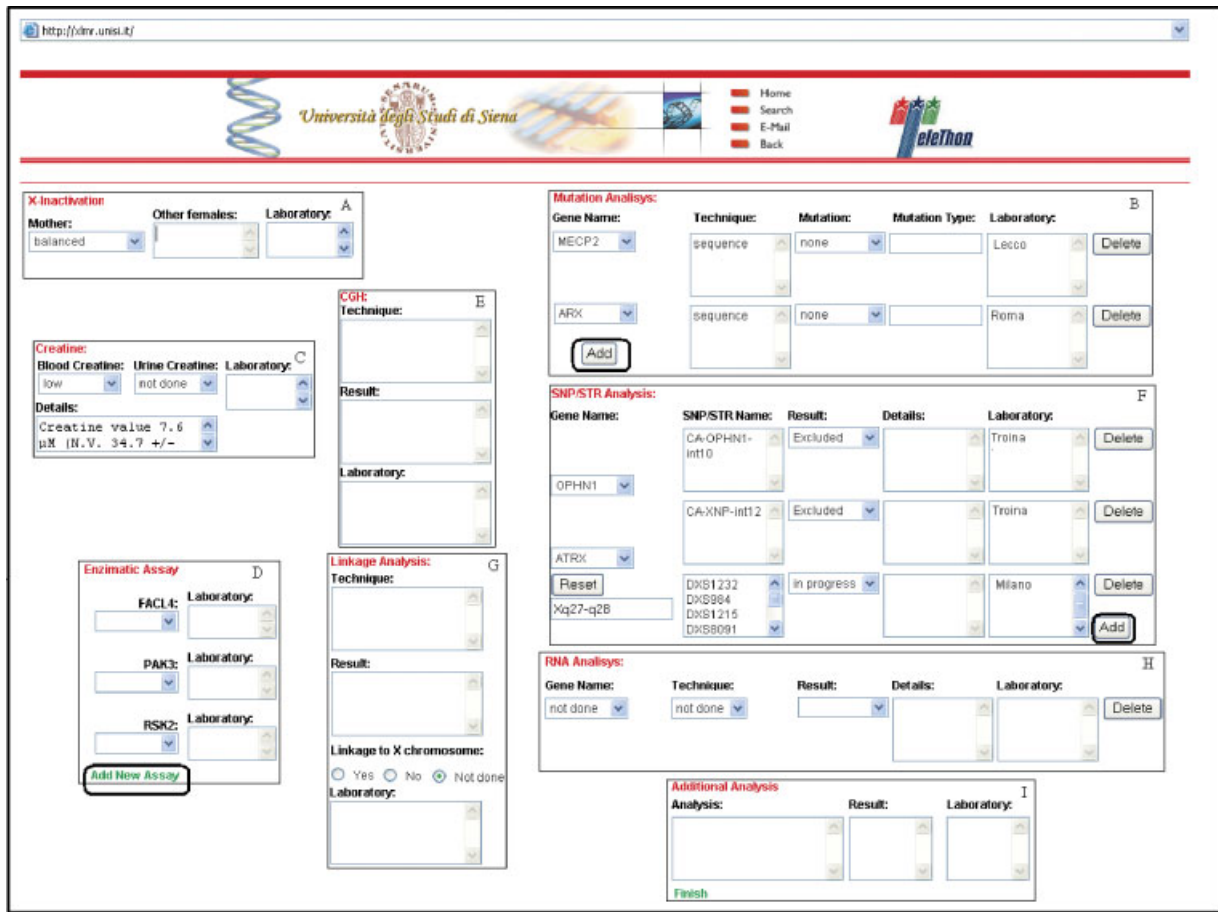 http://xlmr.unisi.it/
Università degli Studi di Siena
Home
Search
E-Mail
Back
eleThon
X-Inactivation
A
Mother:
Other females:
Laboratory:
balanced
Mutation Analisys:
B
Gene Name:
Technique:
Mutation:
Mutation Type:
Laboratory:
MECP2
sequence
none
Lecco
Delete
ARX
sequence
none
Roma
Delete
Add
Creatine:
C
Blood Creatine:
Urine Creatine:
Laboratory:
low
not done
Details:
Creatine value 7.6
µM (N.V. 34.7 +/-
CGH:
E
Technique:
Result:
Laboratory:
SNP/STR Analysis:
F
Gene Name:
SNP/STR Name:
Result:
Details:
Laboratory:
CA-OPHN1-
int10
Excluded
Troina
Delete
OPHN1
CA-XNP-int12
Excluded
Troina
Delete
ATRX
Reset
DXS1232
in progress
Milano
Delete
Xq27-q28
DXS984
DXS1215
DXS8091
Add
Enzimatic Assay
D
FACL4:
Laboratory:
PAK3:
Laboratory:
RSK2:
Laboratory:
Add New Assay
Linkage Analysis:
G
Technique:
Result:
Linkage to X chromosome:
Yes No Not done
Laboratory:
RNA Analisys:
H
Gene Name:
Technique:
Result:
Details:
Laboratory:
not done
not done
Delete
Additional Analysis
I
Analysis:
Result:
Laboratory:
Finish